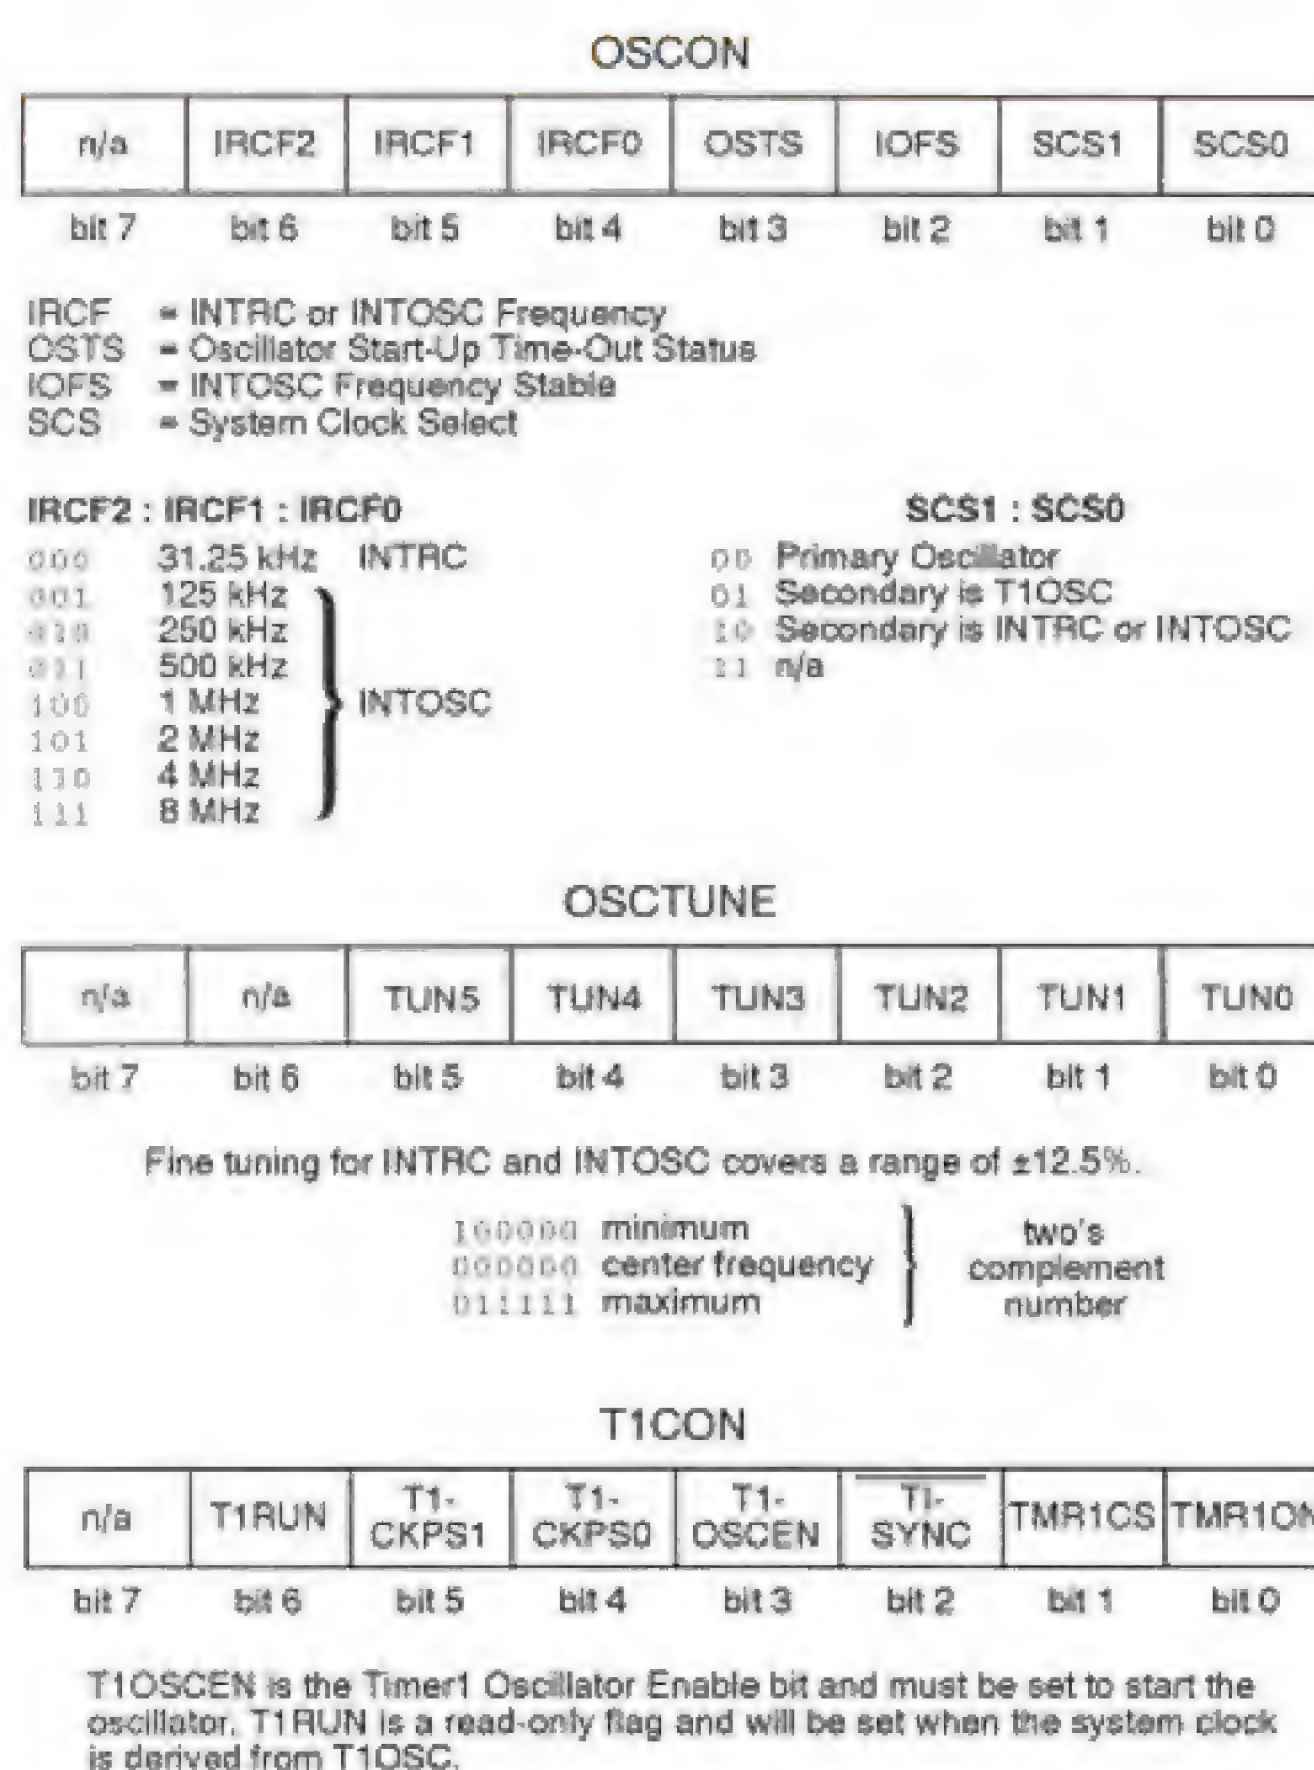 OSCON
n/a IRCF2 IRCF1 IRCF0 OSTS IOFS SCS1 SCS0
bit 7 bit 6 bit 5 bit 4 bit 3 bit 2 bit 1 bit 0
IRCF = INTRC or INTOSC Frequency
OSTS = Oscillator Start-Up Time-Out Status
IOFS = INTOSC Frequency Stable
SCS = System Clock Select
IRCF2 : IRCF1 : IRCF0
000 31.25 kHz INTRC
001 125 kHz
010 250 kHz
011 500 kHz
100 1 MHz INTOSC
101 2 MHz
110 4 MHz
111 8 MHz
SCS1 : SCS0
00 Primary Oscillator
01 Secondary is T1OSC
10 Secondary is INTRC or INTOSC
11 n/a
OSCTUNE
n/a n/a TUN5 TUN4 TUN3 TUN2 TUN1 TUN0
bit 7 bit 6 bit 5 bit 4 bit 3 bit 2 bit 1 bit 0
Fine tuning for INTRC and INTOSC covers a range of ±12.5%.
100000 minimum
000000 center frequency
011111 maximum
two's
complement
number
T1CON
n/a T1RUN T1-CKPS1 T1-CKPS0 T1-OSCEN T1-SYNC TMR1CS TMR1ON
bit 7 bit 6 bit 5 bit 4 bit 3 bit 2 bit 1 bit 0
T1OSCEN is the Timer1 Oscillator Enable bit and must be set to start the
oscillator. T1RUN is a read-only flag and will be set when the system clock
is derived from T1OSC.